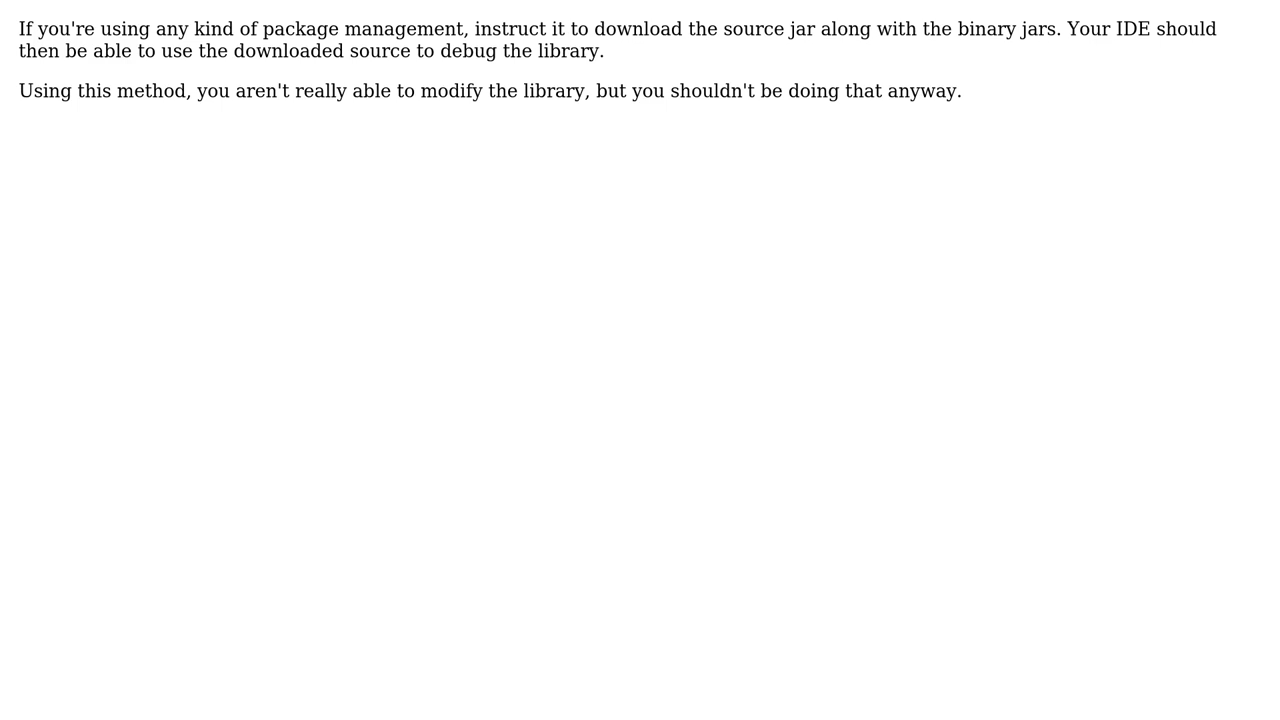 If you're using any kind of package management, instruct it to download the source jar along with the binary jars. Your IDE should
then be able to use the downloaded source to debug the library.
Using this method, you aren't really able to modify the library, but you shouldn't be doing that anyway.